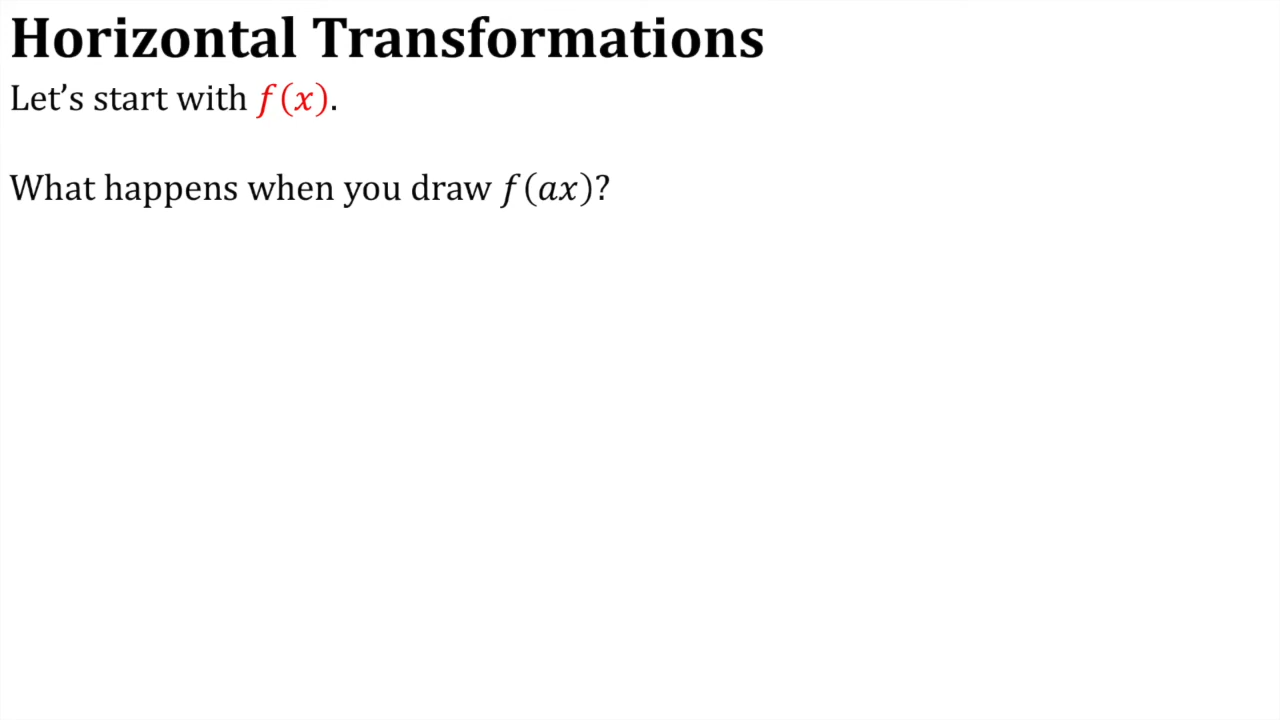 Horizontal Transformations
Let’s start with f(x).
What happens when you draw f(ax)?